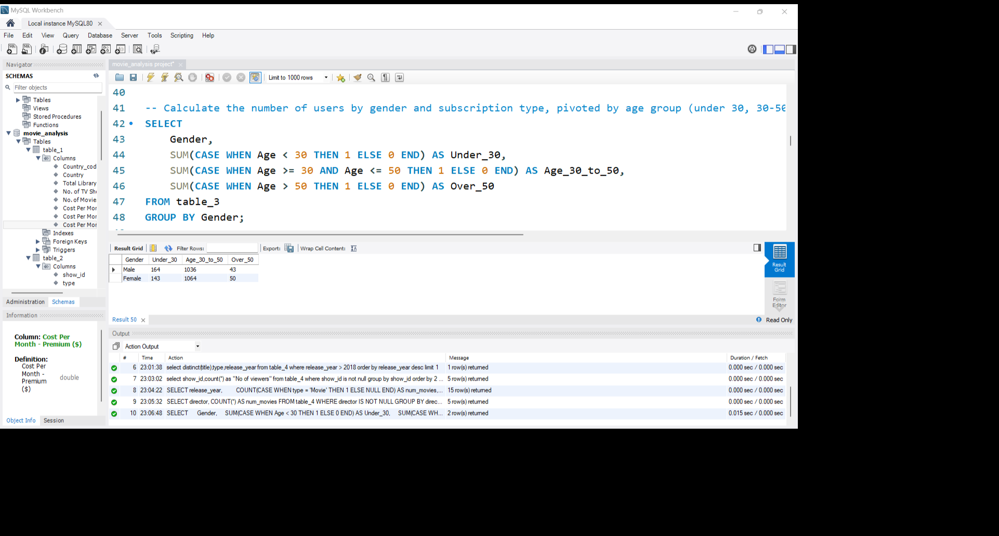 MySQL Workbench
Local instance MySQL80
File Edit View Query Database Server Tools Scripting Help
Navigator
SCHEMAS
Filter objects
Tables
Views
Stored Procedures
Functions
movie_analysis
Tables
table_1
Columns
Country_cod
Country
Total Library
No. of TV Sh
No. of Movie
Cost Per Mor
Cost Per Mor
Cost Per Mor
Indexes
Foreign Keys
Triggers
table_2
Columns
show_id
type
Administration Schemas
Information
Column: Cost Per
Month - Premium ($)
Definition:
Cost Per
Month -
Premium
($)
double
Object Info Session
movie_analysis project*
Limit to 1000 rows
40
41 -- Calculate the number of users by gender and subscription type, pivoted by age group (under 30, 30-50
42 SELECT
43 Gender,
44 SUM(CASE WHEN Age < 30 THEN 1 ELSE 0 END) AS Under_30,
45 SUM(CASE WHEN Age >= 30 AND Age <= 50 THEN 1 ELSE 0 END) AS Age_30_to_50,
46 SUM(CASE WHEN Age > 50 THEN 1 ELSE 0 END) AS Over_50
47 FROM table_3
48 GROUP BY Gender;
Result Grid Filter Rows: Export: Wrap Cell Content:
Gender Under_30 Age_30_to_50 Over_50
Male 164 1036 43
Female 143 1064 50
Result
Grid
Form
Editor
Result 50
Read Only
Output
Action Output
# Time Action Message Duration / Fetch
6 23:01:38 select distinct(title),type,release_year from table_4 where release_year > 2018 order by release_year desc limit 1 1 row(s) returned 0.000 sec / 0.000 sec
7 23:03:02 select show_id,count(*) as "No of viewers" from table_4 where show_id is not null group by show_id order by 2 ... 5 row(s) returned 0.000 sec / 0.000 sec
8 23:04:22 SELECT release_year, COUNT(CASE WHEN type = 'Movie' THEN 1 ELSE NULL END) AS num_movies,... 15 row(s) returned 0.000 sec / 0.000 sec
9 23:05:32 SELECT director, COUNT(*) AS num_movies FROM table_4 WHERE director IS NOT NULL GROUP BY direc... 5 row(s) returned 0.000 sec / 0.000 sec
10 23:06:48 SELECT Gender, SUM(CASE WHEN Age < 30 THEN 1 ELSE 0 END) AS Under_30, SUM(CASE WH... 2 row(s) returned 0.015 sec / 0.000 sec